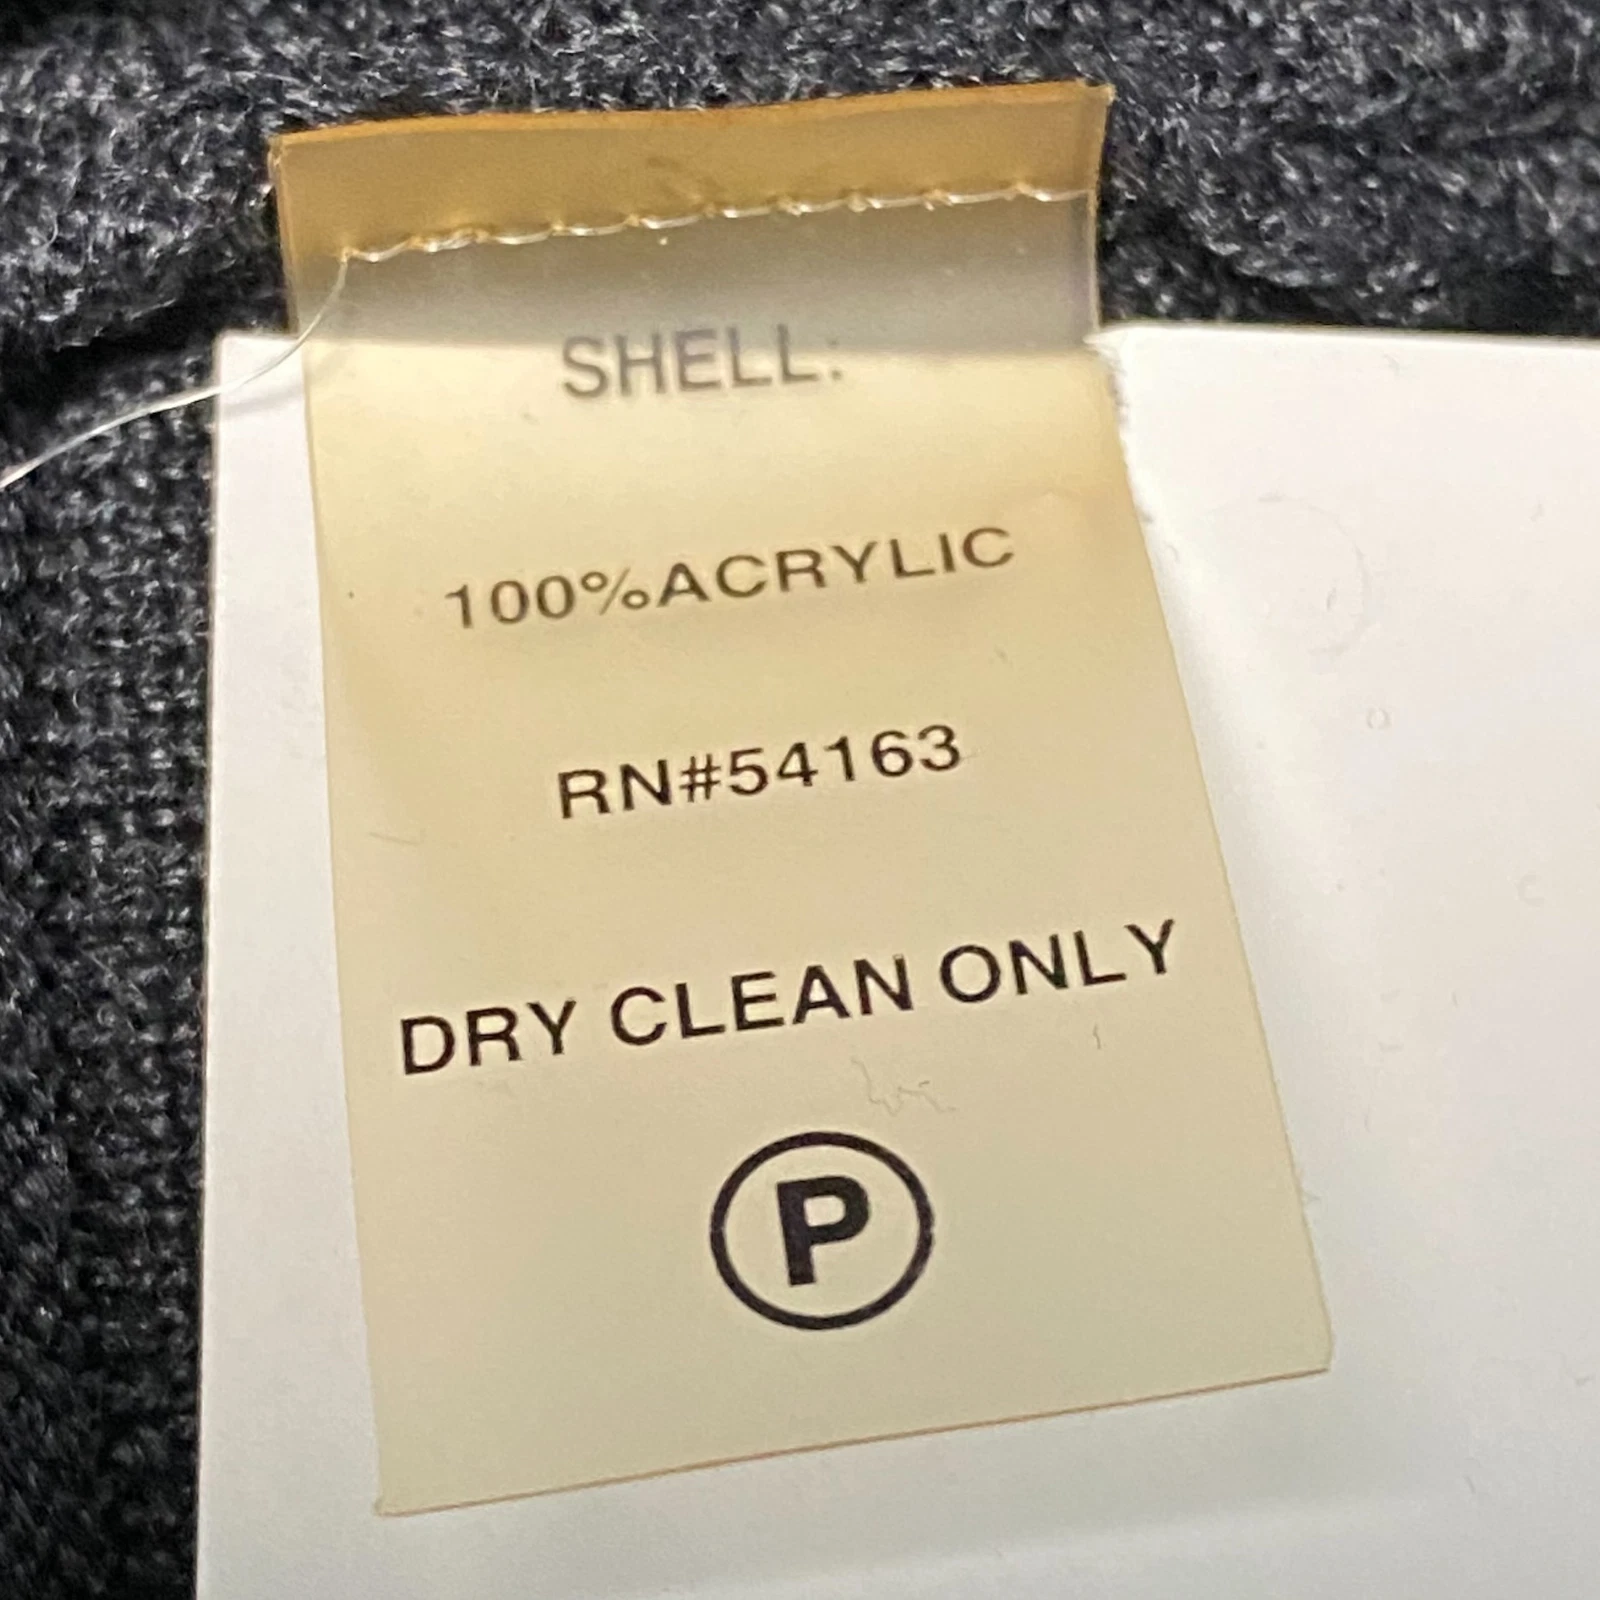 SHELL:
100%ACRYLIC
RN#54163
DRY CLEAN ONLY
P